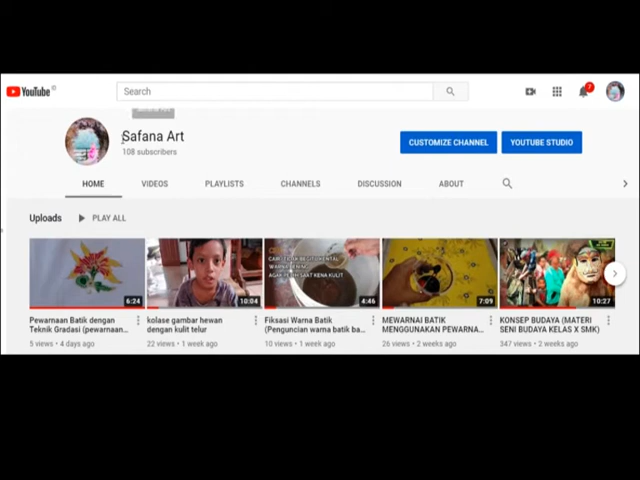 YouTube
Search
7
Safana Art
108 subscribers
CUSTOMIZE CHANNEL
YOUTUBE STUDIO
HOME
VIDEOS
PLAYLISTS
CHANNELS
DISCUSSION
ABOUT
Uploads
PLAY ALL
6:24
10:04
4:46
7:09
10:27
Pewarnaan Batik dengan
Teknik Gradasi (pewarnaan...
5 views • 4 days ago
kolase gambar hewan
dengan kulit telur
22 views • 1 week ago
Fiksasi Warna Batik
(Penguncian warna batik ba...
10 views • 1 week ago
MEWARNAI BATIK
MENGGUNAKAN PEWARNA...
26 views • 2 weeks ago
KONSEP BUDAYA (MATERI
SENI BUDAYA KELAS X SMK)
347 views • 2 weeks ago